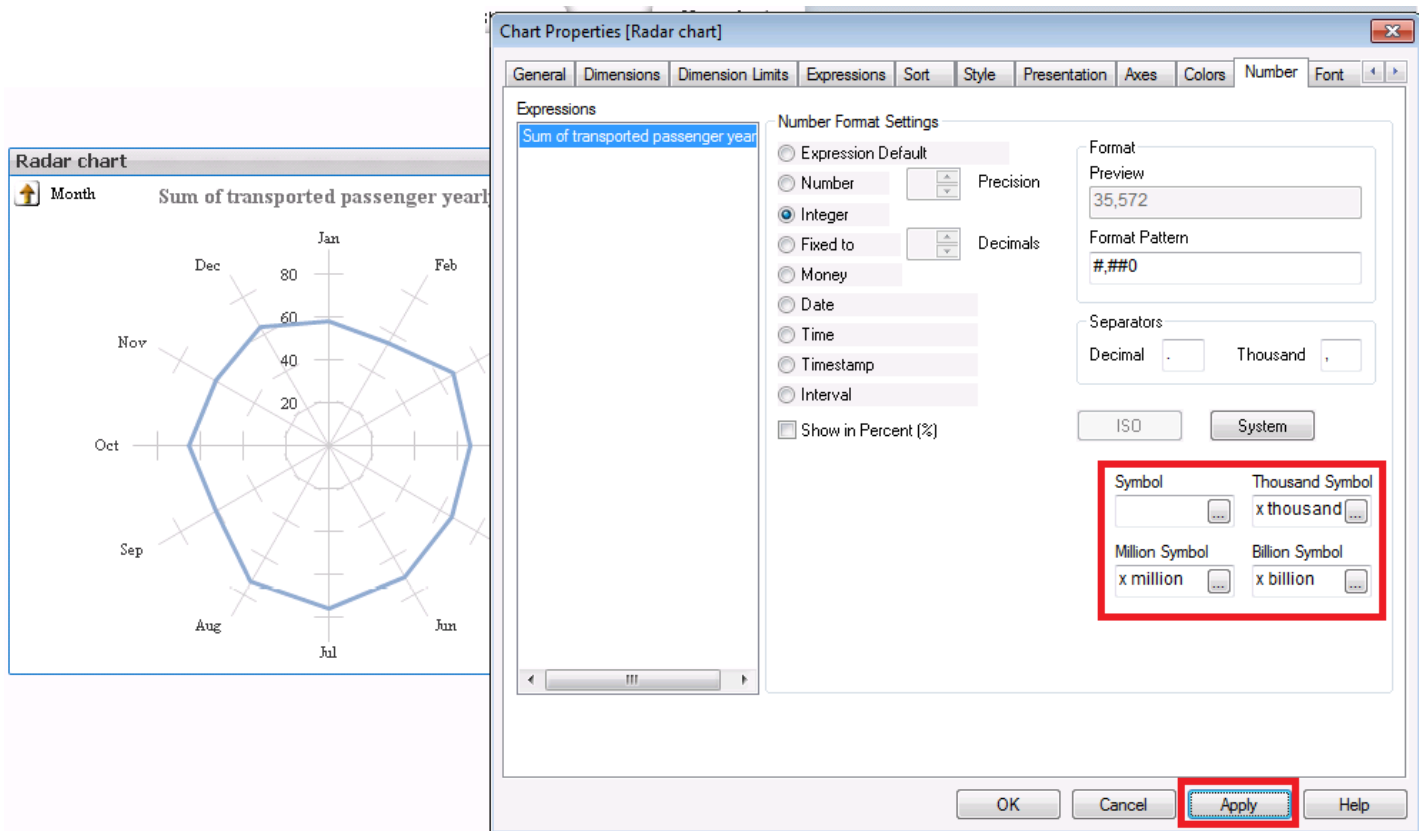 Radar chart
Month
Sum of transported passenger yearly
Jan
Feb
Dec
80
60
Nov
40
20
Oct
Sep
Aug
Jun
Jul
Chart Properties [Radar chart]
General Dimensions Dimension Limits Expressions Sort Style Presentation Axes Colors Number Font
Expressions
Sum of transported passenger year
Number Format Settings
Expression Default
Number Precision
Integer
Fixed to Decimals
Money
Date
Time
Timestamp
Interval
Show in Percent (%)
Format
Preview
35,572
Format Pattern
#,##0
Separators
Decimal . Thousand ,
ISO System
Symbol Thousand Symbol
... x thousand ...
Million Symbol Billion Symbol
x million ... x billion ...
OK Cancel Apply Help